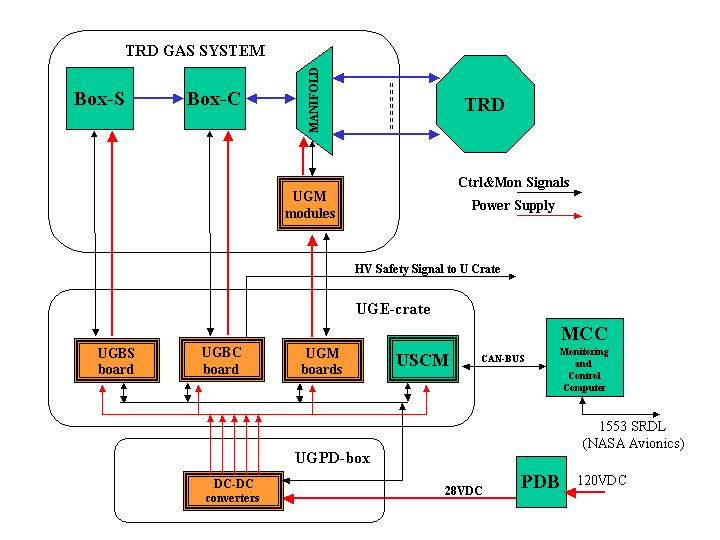 TRD GAS SYSTEM
Box-S
Box-C
MANIFOLD
TRD
Ctrl&Mon Signals
Power Supply
UGM
modules
HV Safety Signal to U Crate
UGE-crate
UGBS
board
UGBC
board
UGM
boards
USCM
CAN-BUS
MCC
Monitoring
and
Control
Computer
1553 SRDL
(NASA Avionics)
UGPD-box
DC-DC
converters
28VDC
PDB
120VDC